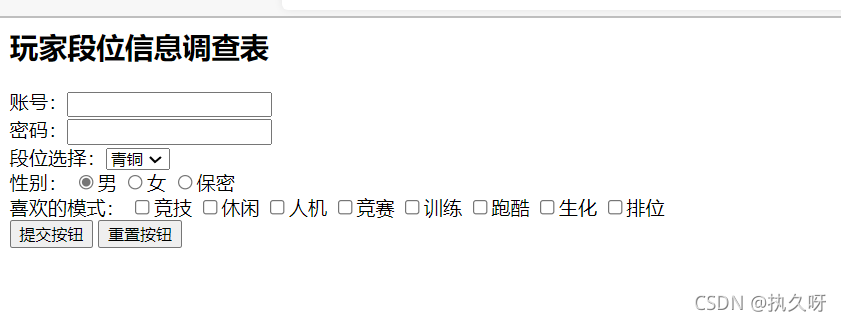 玩家段位信息调查表
账号：
密码：
段位选择： 青铜
性别： 男 女 保密
喜欢的模式： 竞技 休闲 人机 竞赛 训练 跑酷 生化 排位
提交按钮 重置按钮
CSDN @执久呀